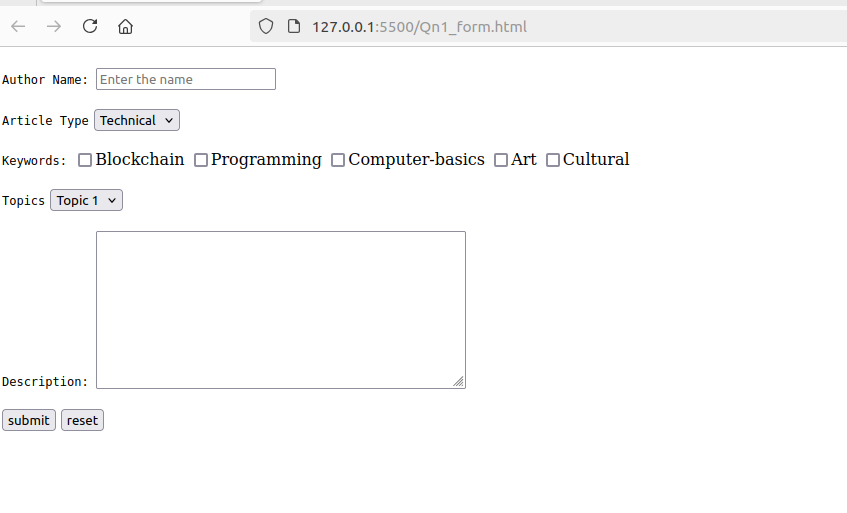 127.0.0.1:5500/Qn1_form.html
Author Name: Enter the name
Article Type Technical
Keywords: Blockchain Programming Computer-basics Art Cultural
Topics Topic 1
Description:
submit reset